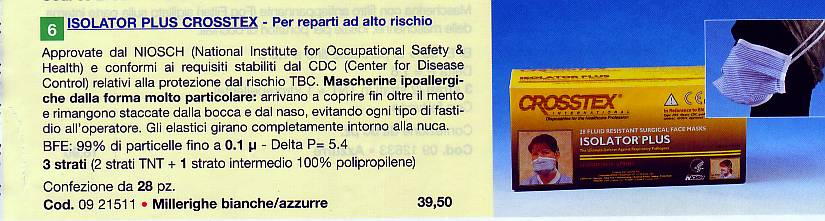 6 ISOLATOR PLUS CROSSTEX - Per reparti ad alto rischio
Approvate dal NIOSCH (National Institute for Occupational Safety &
Health) e conformi ai requisiti stabiliti dal CDC (Center for Disease
Control) relativi alla protezione dal rischio TBC. Mascherine ipoallergi-
che dalla forma molto particolare: arrivano a coprire fin oltre il mento
e rimangono staccate dalla bocca e dal naso, evitando ogni tipo di fasti-
dio all'operatore. Gli elastici girano completamente intorno alla nuca.
BFE: 99% di particelle fino a 0.1 µ - Delta P= 5.4
3 strati (2 strati TNT + 1 strato intermedio 100% polipropilene)
Confezione da 28 pz.
Cod. 09 21511 • Millerighe bianche/azzurre 39,50
ISOLATOR PLUS
CROSSTEX
INTERNATIONAL
28 FLUID RESISTANT SURGICAL FACE MASKS
ISOLATOR PLUS